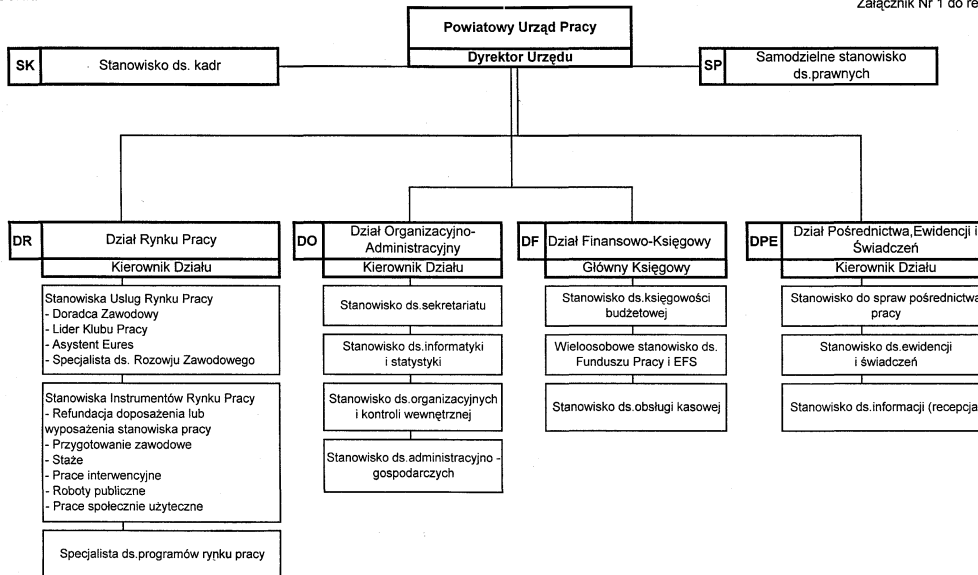 Załącznik Nr 1 do re
Powiatowy Urząd Pracy
Dyrektor Urzędu
SK
Stanowisko ds. kadr
SP
Samodzielne stanowisko
ds.prawnych
DR
Dział Rynku Pracy
Kierownik Działu
Stanowiska Uslug Rynku Pracy
- Doradca Zawodowy
- Lider Klubu Pracy
- Asystent Eures
- Specjalista ds. Rozowju Zawodowego
Stanowiska Instrumentów Rynku Pracy
- Refundacja doposażenia lub
wyposażenia stanowiska pracy
- Przygotowanie zawodowe
- Staże
- Prace interwencyjne
- Roboty publiczne
- Prace społecznie użyteczne
Specjalista ds.programów rynku pracy
DO
Dział Organizacyjno-
Administracyjny
Kierownik Działu
Stanowisko ds.sekretariatu
Stanowisko ds.informatyki
i statystyki
Stanowisko ds.organizacyjnych
i kontroli wewnętrznej
Stanowisko ds.administracyjno -
gospodarczych
DF
Dział Finansowo-Księgowy
Główny Księgowy
Stanowisko ds.księgowości
budżetowej
Wieloosobowe stanowisko ds.
Funduszu Pracy i EFS
Stanowisko ds.obsługi kasowej
DPE
Dział Pośrednictwa,Ewidencji i
Świadczeń
Kierownik Działu
Stanowisko do spraw pośrednictwa
pracy
Stanowisko ds.ewidencji
i świadczeń
Stanowisko ds.informacji (recepcja